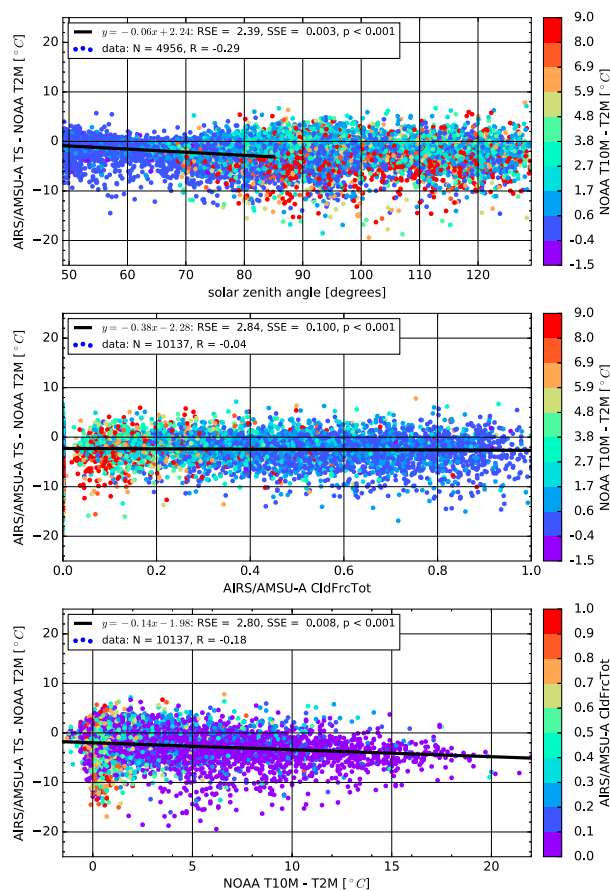 y = −0.06x + 2.24: RSE = 2.39, SSE = 0.003, p < 0.001
data: N = 4956, R = -0.29
AIRS/AMSU-A TS - NOAA T2M [°C]
20
10
0
−10
−20
50 60 70 80 90 100 110 120
solar zenith angle [degrees]
9.0
8.0
6.9
5.9
4.8
3.8
2.7
1.7
0.6
-0.4
-1.5
NOAA T10M - T2M [°C]
y = −0.38x − 2.28: RSE = 2.84, SSE = 0.100, p < 0.001
data: N = 10137, R = -0.04
AIRS/AMSU-A TS - NOAA T2M [°C]
20
10
0
−10
−20
0.0 0.2 0.4 0.6 0.8 1.0
AIRS/AMSU-A CldFrcTot
9.0
8.0
6.9
5.9
4.8
3.8
2.7
1.7
0.6
-0.4
-1.5
NOAA T10M - T2M [°C]
y = −0.14x − 1.98: RSE = 2.80, SSE = 0.008, p < 0.001
data: N = 10137, R = -0.18
AIRS/AMSU-A TS - NOAA T2M [°C]
20
10
0
−10
−20
0 5 10 15 20
NOAA T10M - T2M [°C]
1.0
0.9
0.8
0.7
0.6
0.5
0.4
0.3
0.2
0.1
0.0
AIRS/AMSU-A CldFrcTot